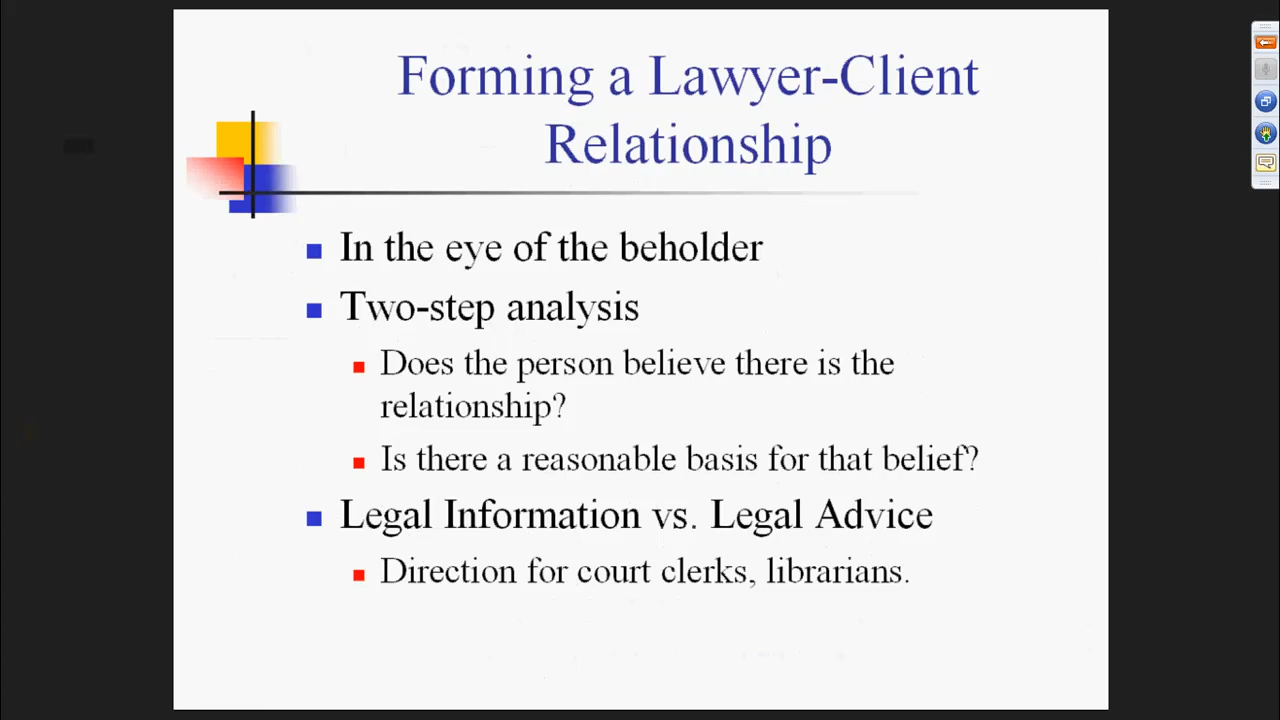 Forming a Lawyer-Client
Relationship
In the eye of the beholder
Two-step analysis
Does the person believe there is the
relationship?
Is there a reasonable basis for that belief?
Legal Information vs. Legal Advice
Direction for court clerks, librarians.